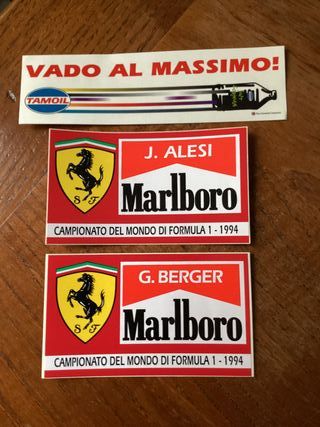 VADO AL MASSIMO!
TAMOIL
J. ALESI
Marlboro
S F
CAMPIONATO DEL MONDO DI FORMULA 1 - 1994
G. BERGER
Marlboro
S F
CAMPIONATO DEL MONDO DI FORMULA 1 - 1994